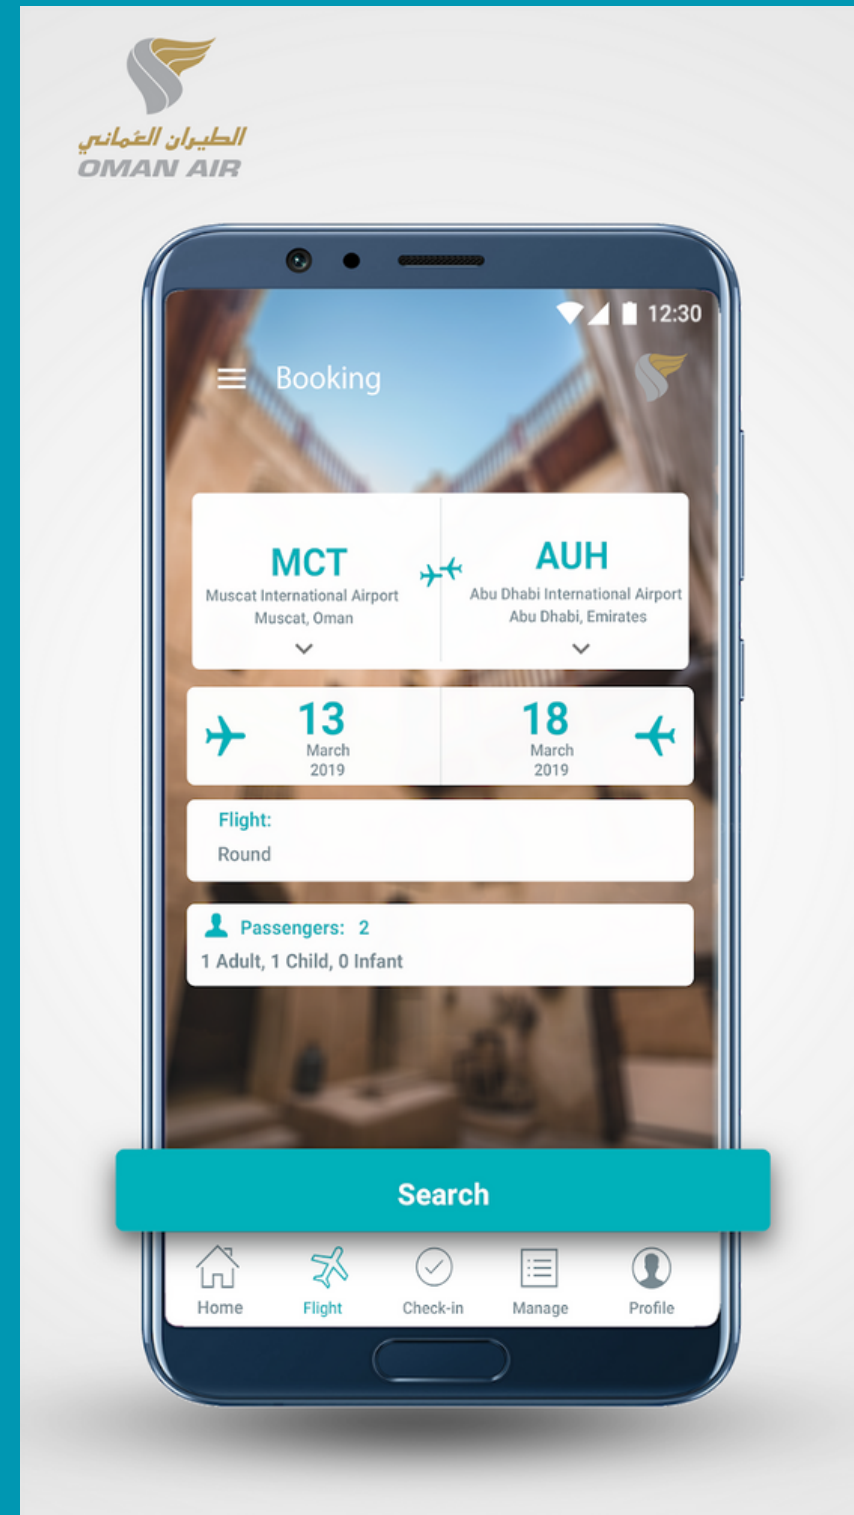 الطيران العُماني
OMAN AIR
12:30
Booking
MCT
Muscat International Airport
Muscat, Oman
AUH
Abu Dhabi International Airport
Abu Dhabi, Emirates
13
March
2019
18
March
2019
Flight:
Round
Passengers: 2
1 Adult, 1 Child, 0 Infant
Search
Home
Flight
Check-in
Manage
Profile